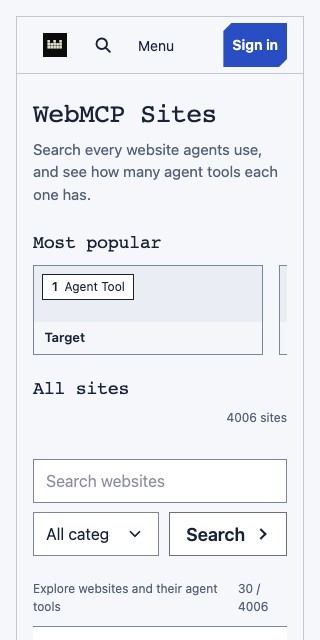 Menu
Sign in
WebMCP Sites
Search every website agents use,
and see how many agent tools each
one has.
Most popular
1 Agent Tool
Target
All sites
4006 sites
Search websites
All categ
Search
Explore websites and their agent
tools
30 /
4006